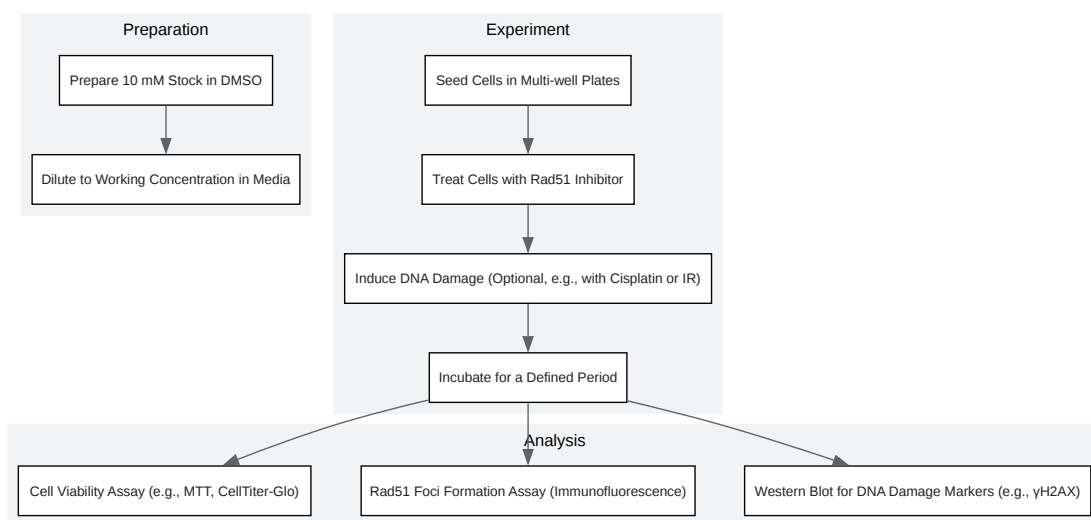 Preparation
Prepare 10 mM Stock in DMSO
Dilute to Working Concentration in Media
Experiment
Seed Cells in Multi-well Plates
Treat Cells with Rad51 Inhibitor
Induce DNA Damage (Optional, e.g., with Cisplatin or IR)
Incubate for a Defined Period
Analysis
Cell Viability Assay (e.g., MTT, CellTiter-Glo)
Rad51 Foci Formation Assay (Immunofluorescence)
Western Blot for DNA Damage Markers (e.g., γH2AX)